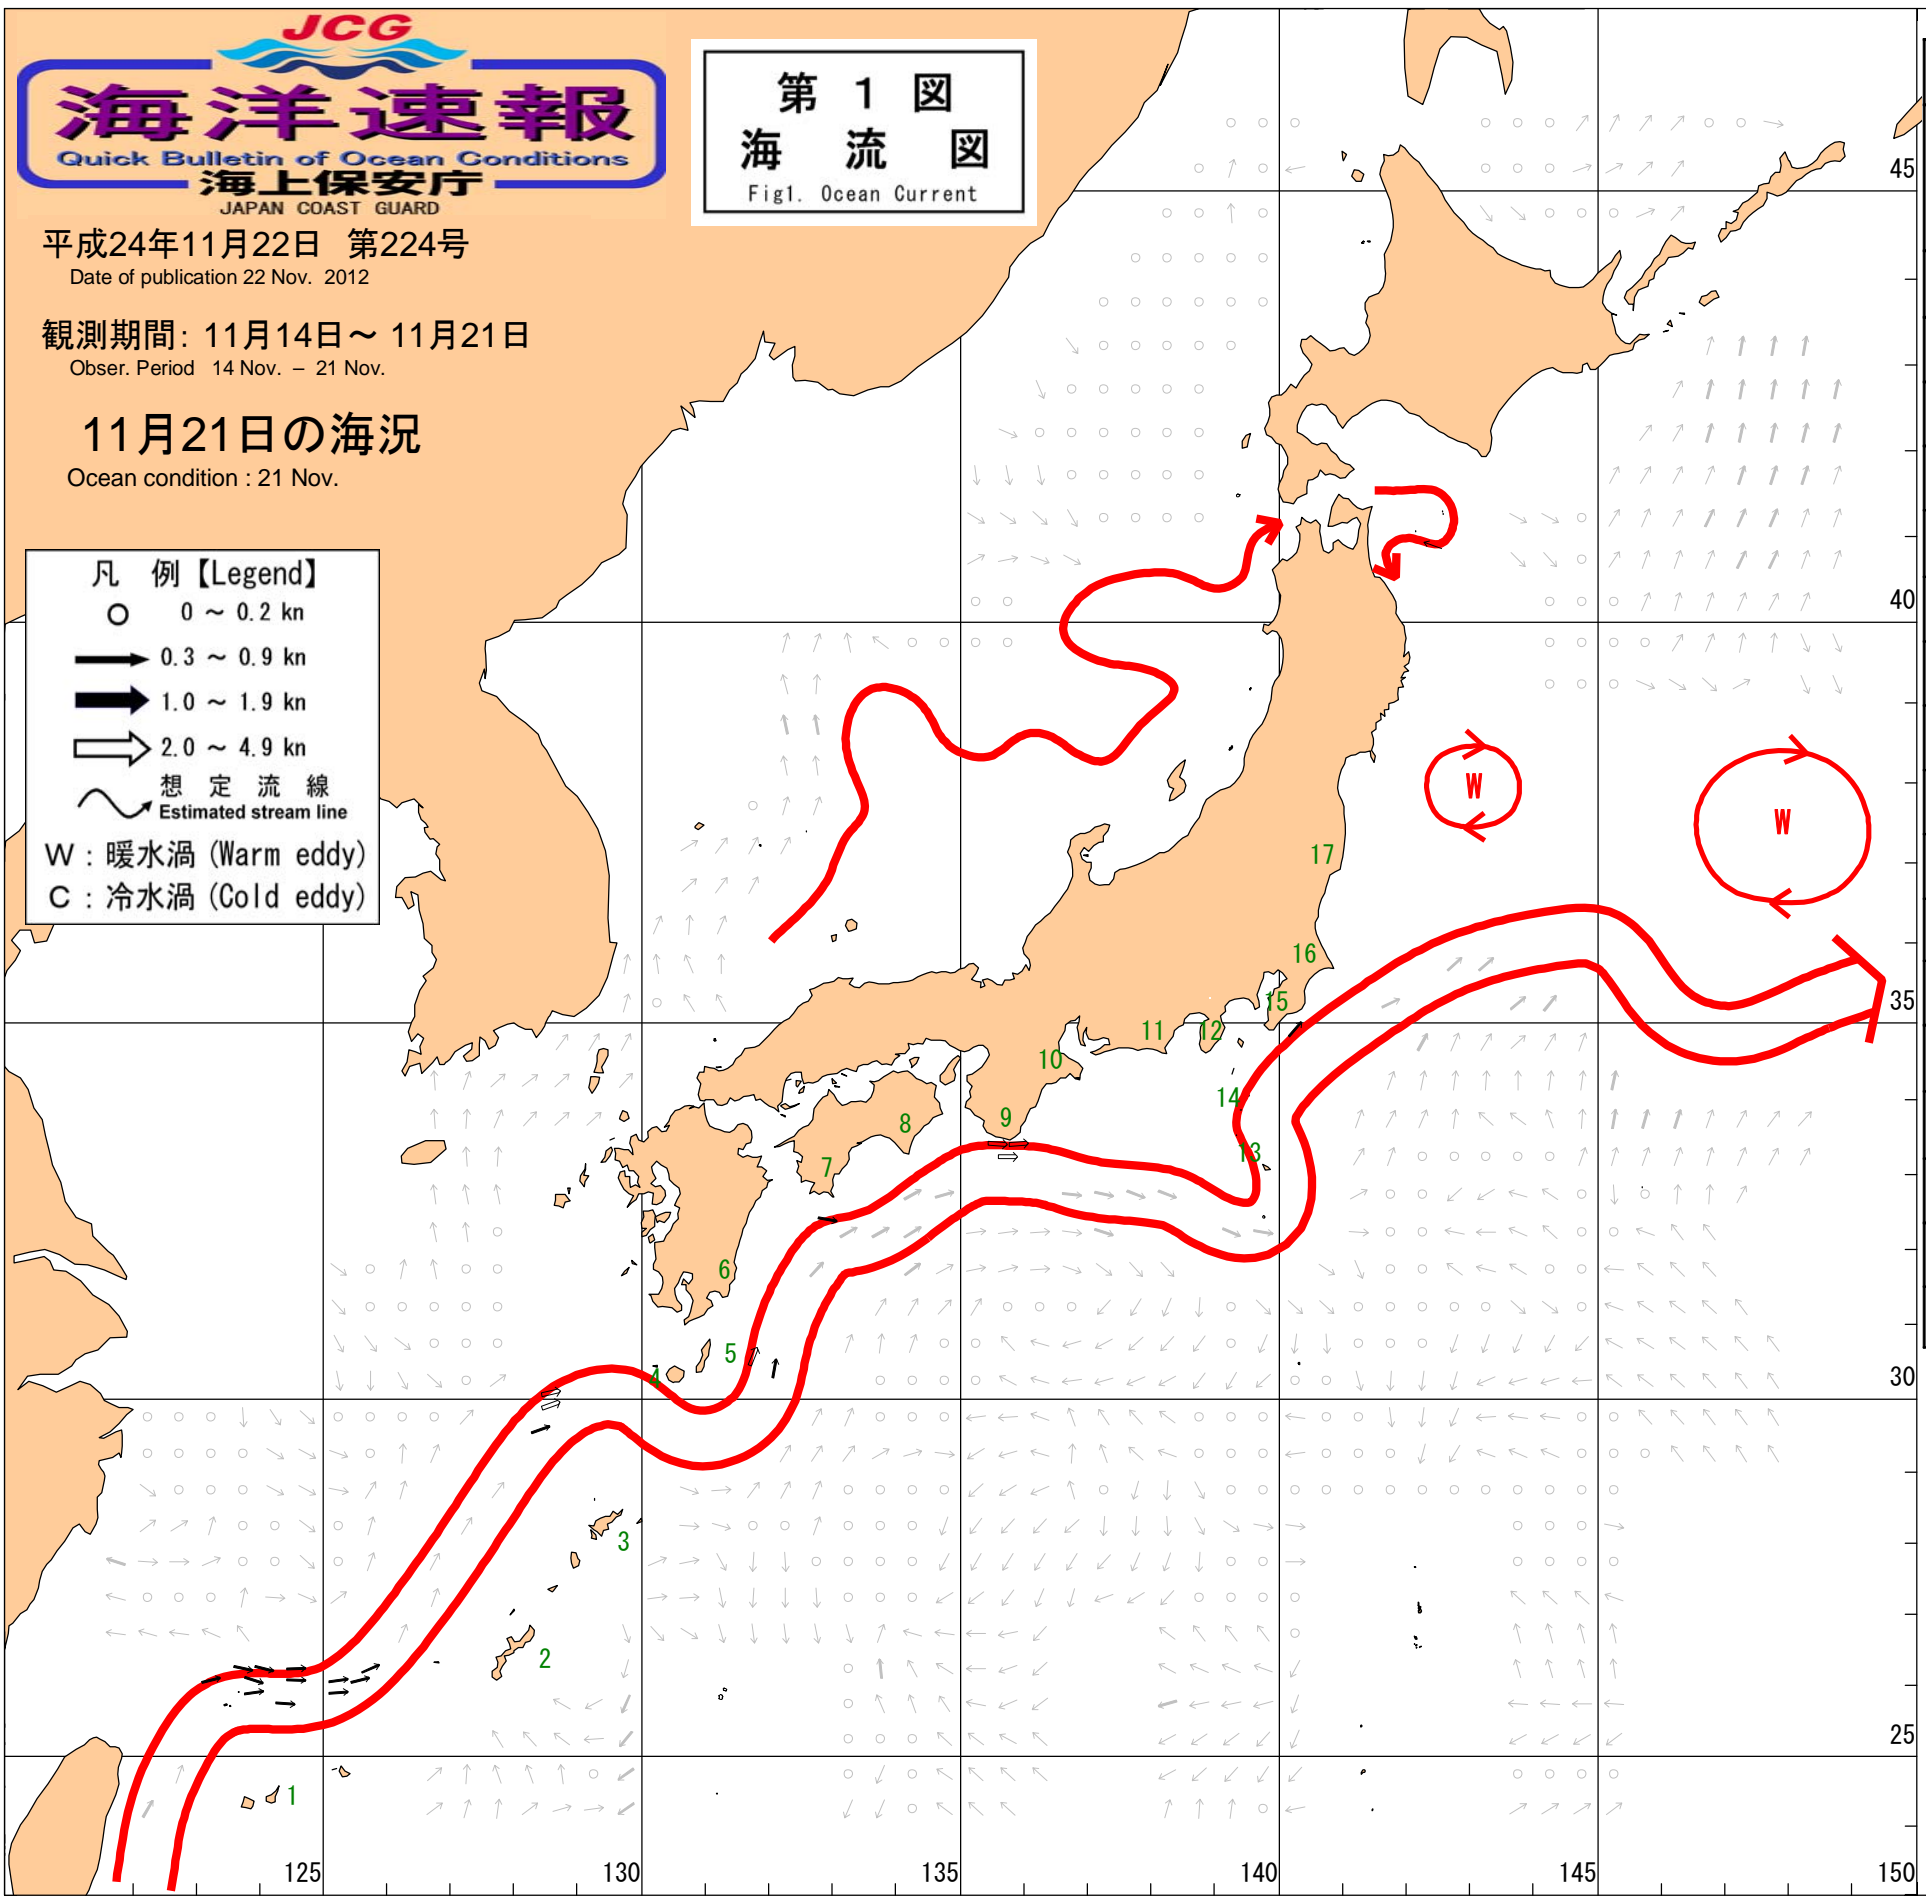 JCG
海洋速報
Quick Bulletin of Ocean Conditions
海上保安庁
JAPAN COAST GUARD
第 1 図
海 流 図
Fig1. Ocean Current
平成24年11月22日 第224号
Date of publication 22 Nov. 2012
観測期間: 11月14日～ 11月21日
Obser. Period 14 Nov. – 21 Nov.
11月21日の海況
Ocean condition : 21 Nov.
凡 例【Legend】
0 ～ 0.2 kn
0.3 ～ 0.9 kn
1.0 ～ 1.9 kn
2.0 ～ 4.9 kn
想 定 流 線
Estimated stream line
W : 暖水渦 (Warm eddy)
C : 冷水渦 (Cold eddy)
45
40
W
W
17
16
35
15
11
12
10
14
9
8
13
7
6
5
4
30
3
2
25
1
125
130
135
140
145
150